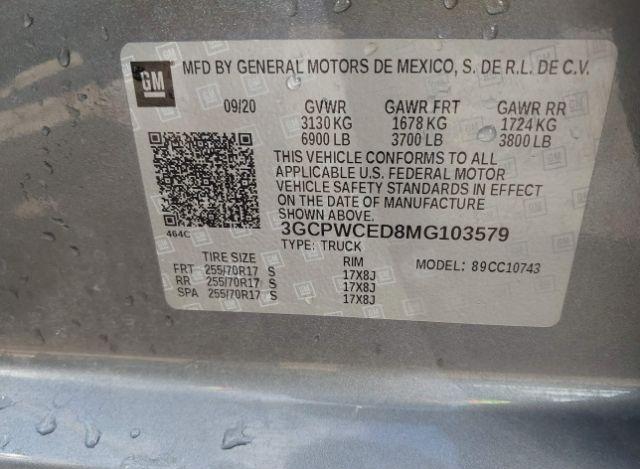 GM MFD BY GENERAL MOTORS DE MEXICO, S. DE R.L. DE C.V.
09/20 GVWR GAWR FRT GAWR RR
3130 KG 1678 KG 1724 KG
6900 LB 3700 LB 3800 LB
THIS VEHICLE CONFORMS TO ALL
APPLICABLE U.S. FEDERAL MOTOR
VEHICLE SAFETY STANDARDS IN EFFECT
ON THE DATE OF MANUFACTURE
SHOWN ABOVE.
464C 3GCPWCED8MG103579
TYPE: TRUCK
TIRE SIZE RIM MODEL: 89CC10743
FRT 255/70R17 S 17X8J
RR 255/70R17 S 17X8J
SPA 255/70R17 S 17X8J